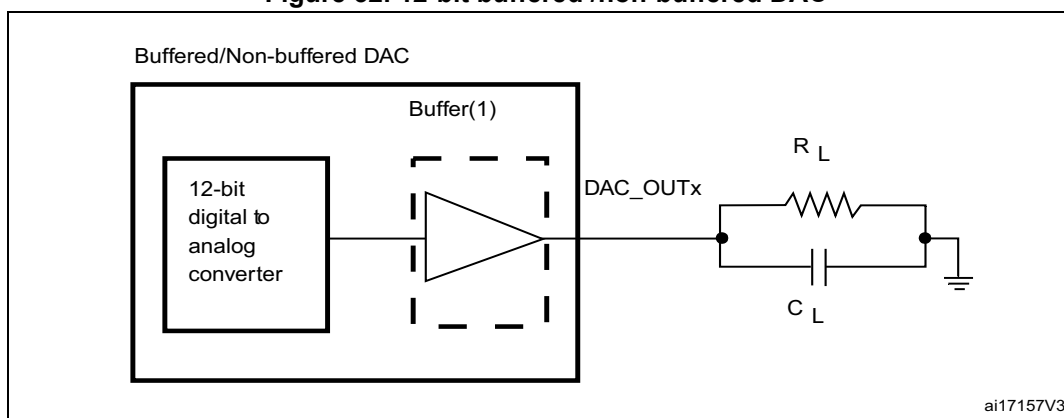 Figure 62. 12-bit buffered /non-buffered DAC
Buffered/Non-buffered DAC
Buffer(1)
12-bit
digital to
analog
converter
DAC_OUTx
R L
C L
ai17157V3